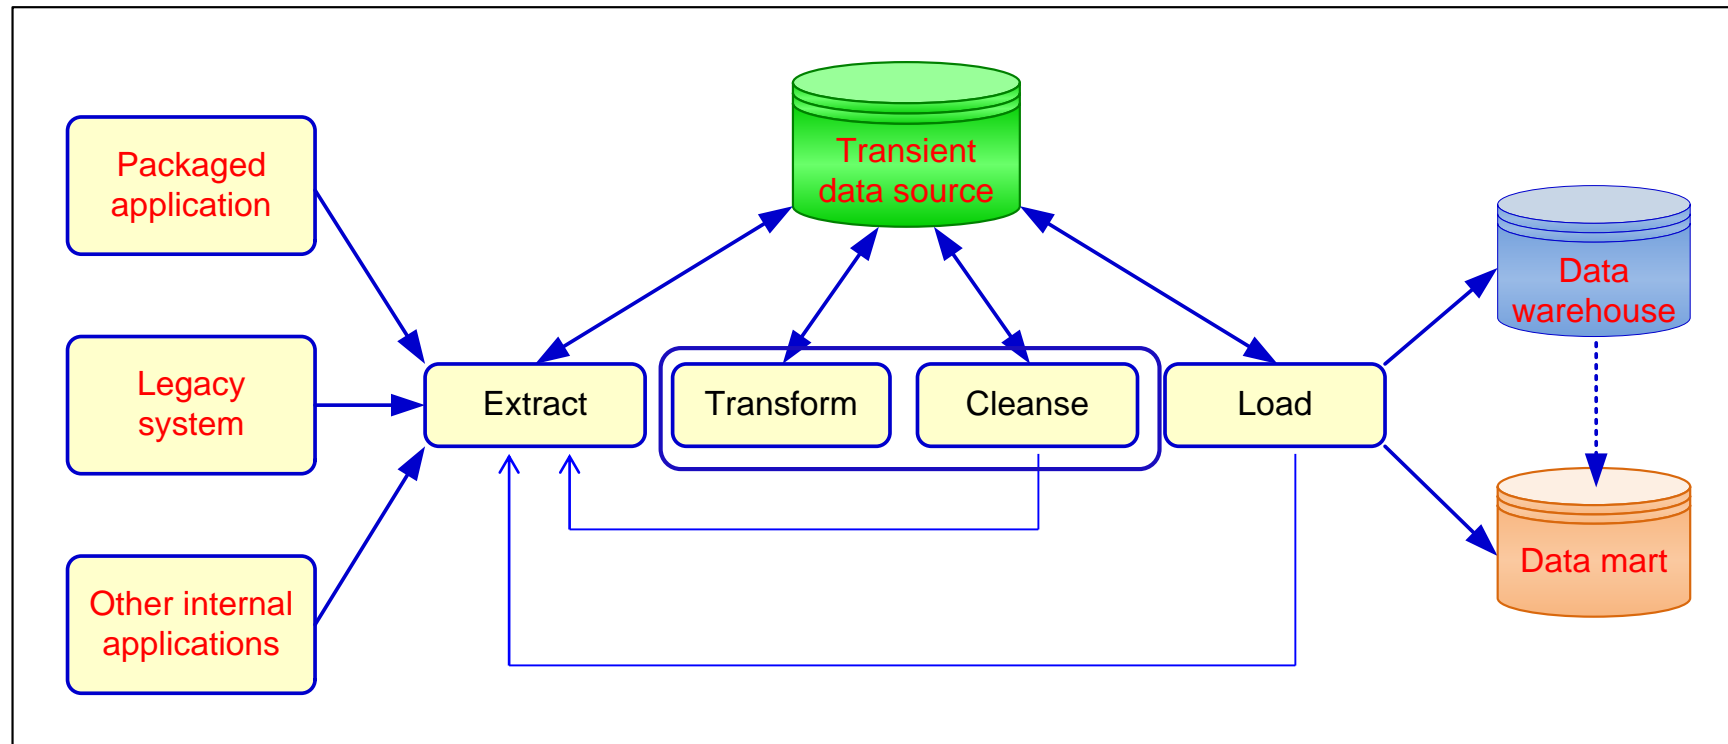 Transient
data source
Packaged
application
Legacy
system
Other internal
applications
Extract
Transform
Cleanse
Load
Data
warehouse
Data mart